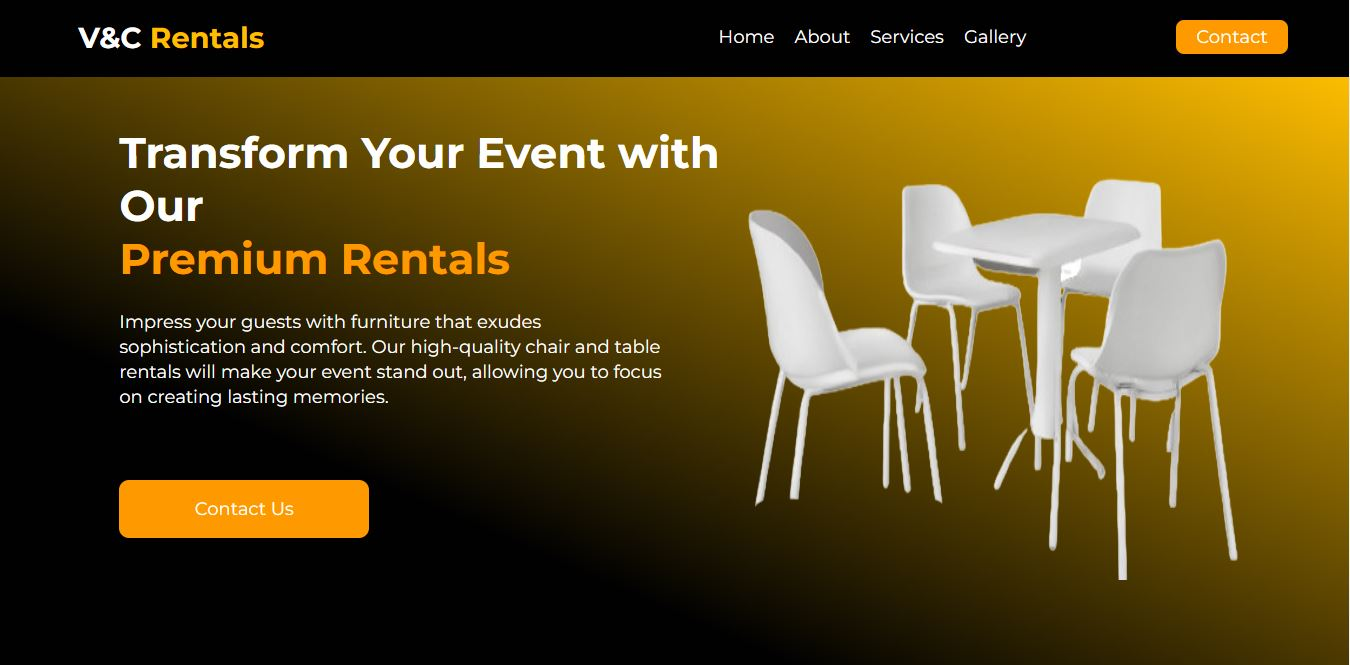 V&C Rentals
Home About Services Gallery
Contact
Transform Your Event with
Our
Premium Rentals
Impress your guests with furniture that exudes
sophistication and comfort. Our high-quality chair and table
rentals will make your event stand out, allowing you to focus
on creating lasting memories.
Contact Us